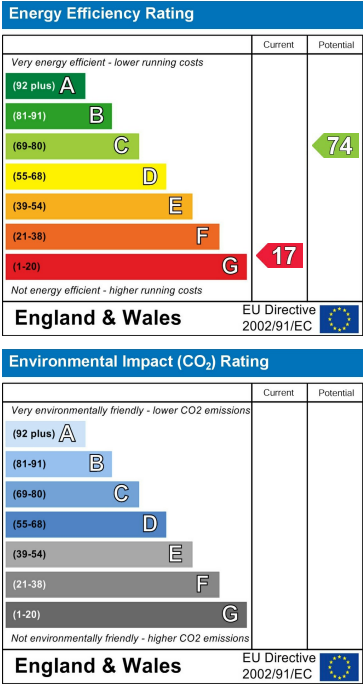 Energy Efficiency Rating
Current Potential
Very energy efficient - lower running costs
(92 plus) A
(81-91) B
(69-80) C
74
(55-68) D
(39-54) E
(21-38) F
17
(1-20) G
Not energy efficient - higher running costs
England & Wales
EU Directive
2002/91/EC
Environmental Impact (CO2) Rating
Current Potential
Very environmentally friendly - lower CO2 emissions
(92 plus) A
(81-91) B
(69-80) C
(55-68) D
(39-54) E
(21-38) F
(1-20) G
Not environmentally friendly - higher CO2 emissions
England & Wales
EU Directive
2002/91/EC